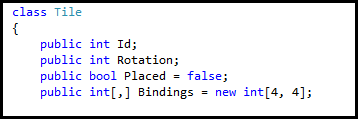 class Tile
{
    public int Id;
    public int Rotation;
    public bool Placed = false;
    public int[,] Bindings = new int[4, 4];